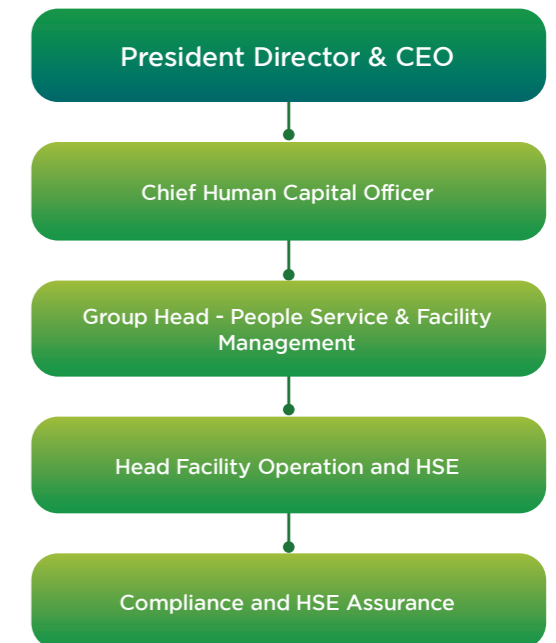 President Director & CEO
Chief Human Capital Officer
Group Head - People Service & Facility
Management
Head Facility Operation and HSE
Compliance and HSE Assurance